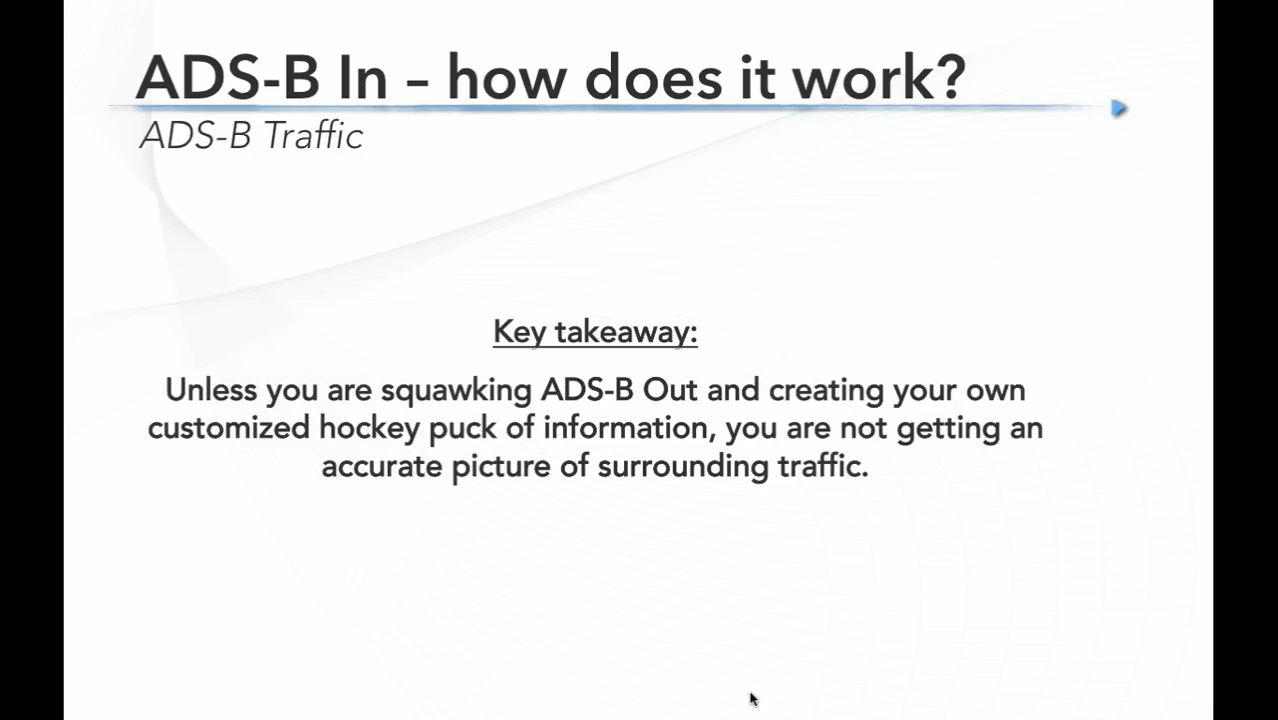 ADS-B In – how does it work?
ADS-B Traffic
Key takeaway:
Unless you are squawking ADS-B Out and creating your own
customized hockey puck of information, you are not getting an
accurate picture of surrounding traffic.